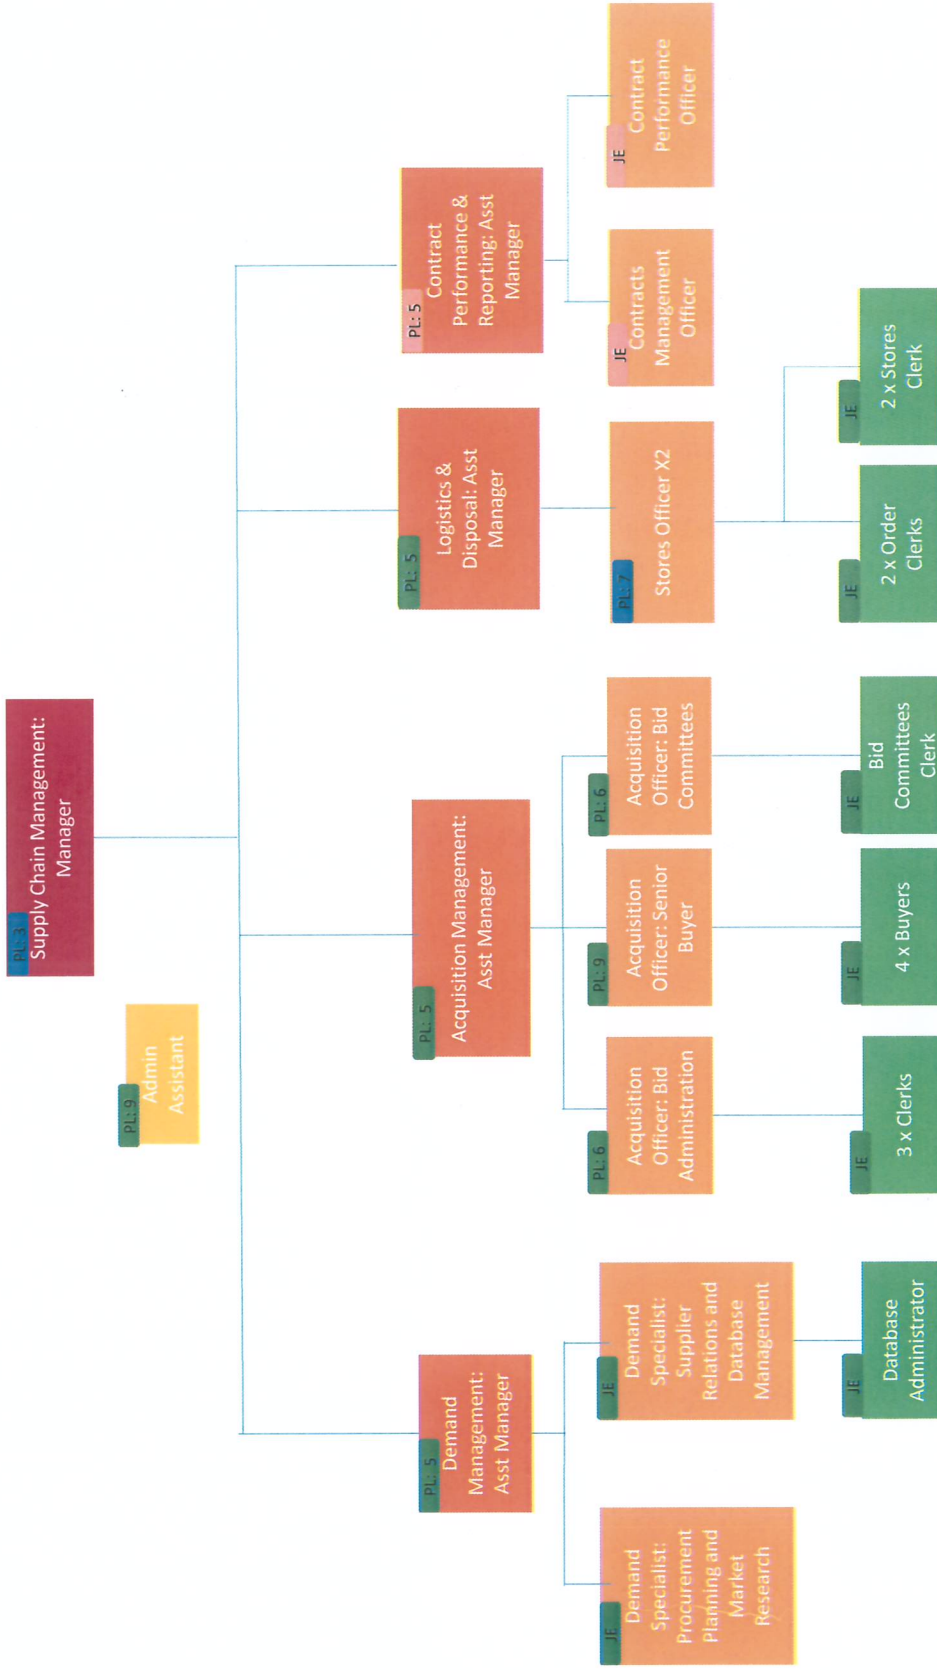 PL: 3
Supply Chain Management:
Manager
PL: 9
Admin
Assistant
PL: 5
Demand
Management:
Asst Manager
PL: 5
Acquisition Management:
Asst Manager
PL: 5
Logistics &
Disposal: Asst
Manager
PL: 5
Contract
Performance &
Reporting: Asst
Manager
JE
Demand
Specialist:
Procurement
Planning and
Market
Research
JE
Demand
Specialist:
Supplier
Relations and
Database
Management
PL: 6
Acquisition
Officer: Bid
Administration
PL: 9
Acquisition
Officer: Senior
Buyer
PL: 6
Acquisition
Officer: Bid
Committees
PL: 7
Stores Officer X2
JE
Contracts
Management
Officer
JE
Contract
Performance
Officer
JE
Database
Administrator
JE
3 x Clerks
JE
4 x Buyers
JE
Bid
Committees
Clerk
JE
2 x Order
Clerks
JE
2 x Stores
Clerk